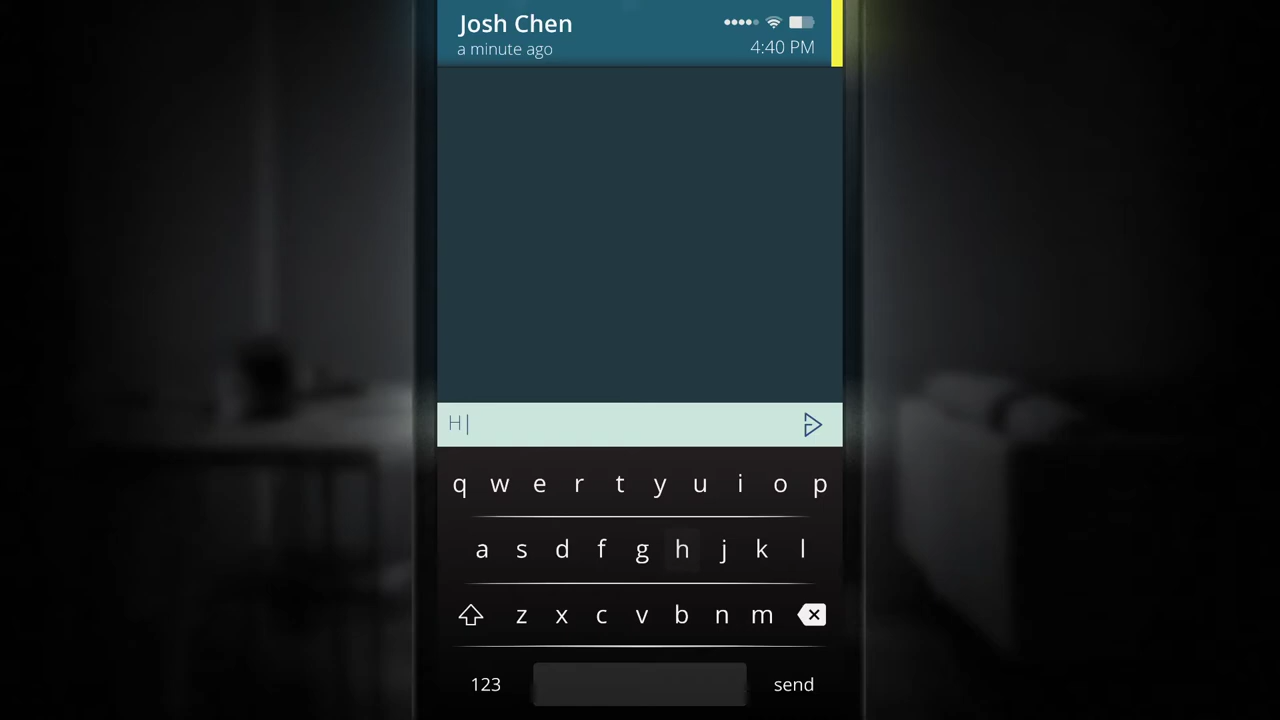 Josh Chen
a minute ago
4:40 PM
H
q w e r t y u i o p
a s d f g h j k l
z x c v b n m
123
send